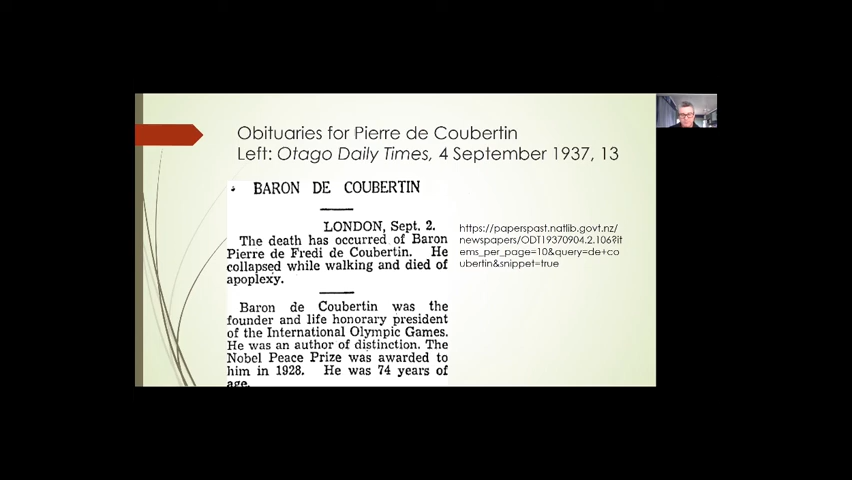 Obituaries for Pierre de Coubertin
Left: Otago Daily Times, 4 September 1937, 13
BARON DE COUBERTIN
LONDON, Sept. 2.
The death has occurred of Baron
Pierre de Fredi de Coubertin. He
collapsed while walking and died of
apoplexy.
Baron de Coubertin was the
founder and life honorary president
of the International Olympic Games.
He was an author of distinction. The
Nobel Peace Prize was awarded to
him in 1928. He was 74 years of
age.
https://paperspast.natlib.govt.nz/
newspapers/ODT19370904.2.106?it
ems_per_page=10&query=de+co
ubertin&snippet=true